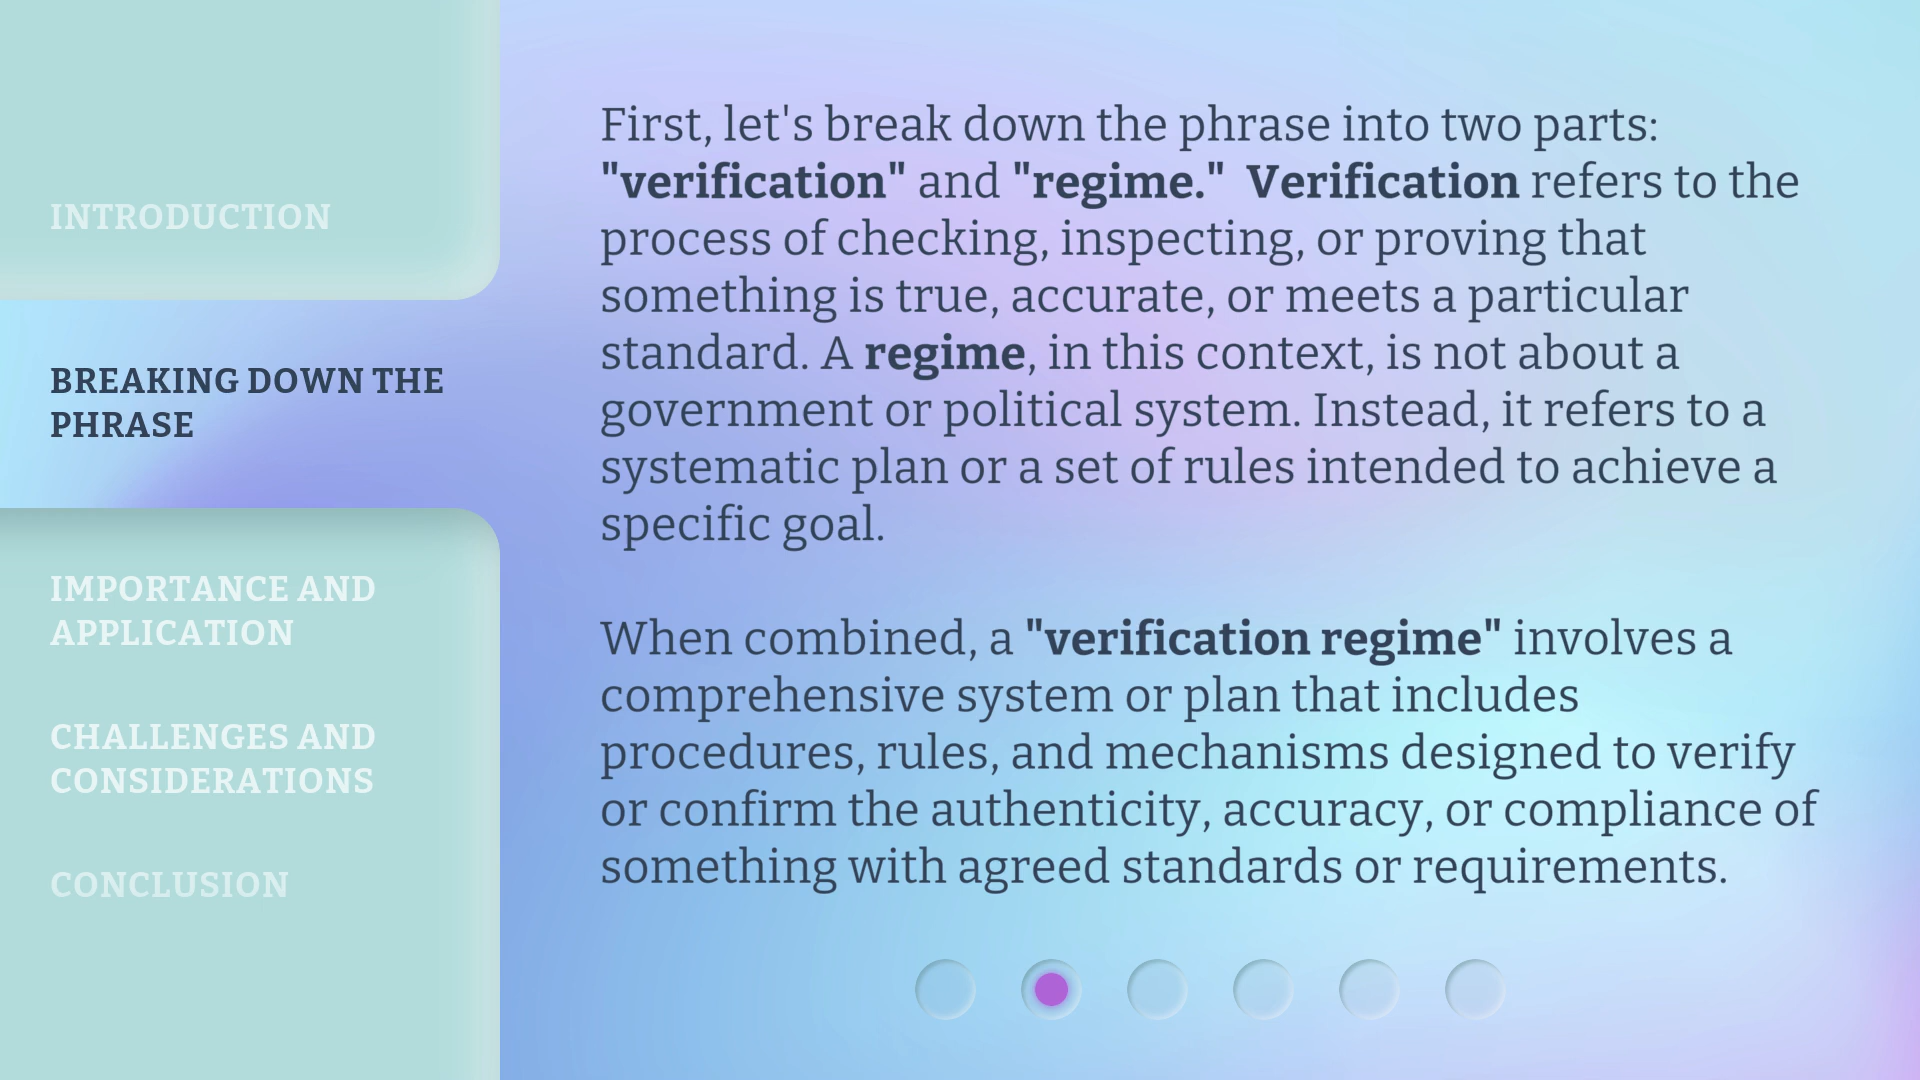 INTRODUCTION
BREAKING DOWN THE
PHRASE
IMPORTANCE AND
APPLICATION
CHALLENGES AND
CONSIDERATIONS
CONCLUSION
First, let's break down the phrase into two parts:
"verification" and "regime."  Verification refers to the
process of checking, inspecting, or proving that
something is true, accurate, or meets a particular
standard. A regime, in this context, is not about a
government or political system. Instead, it refers to a
systematic plan or a set of rules intended to achieve a
specific goal.
When combined, a "verification regime" involves a
comprehensive system or plan that includes
procedures, rules, and mechanisms designed to verify
or confirm the authenticity, accuracy, or compliance of
something with agreed standards or requirements.